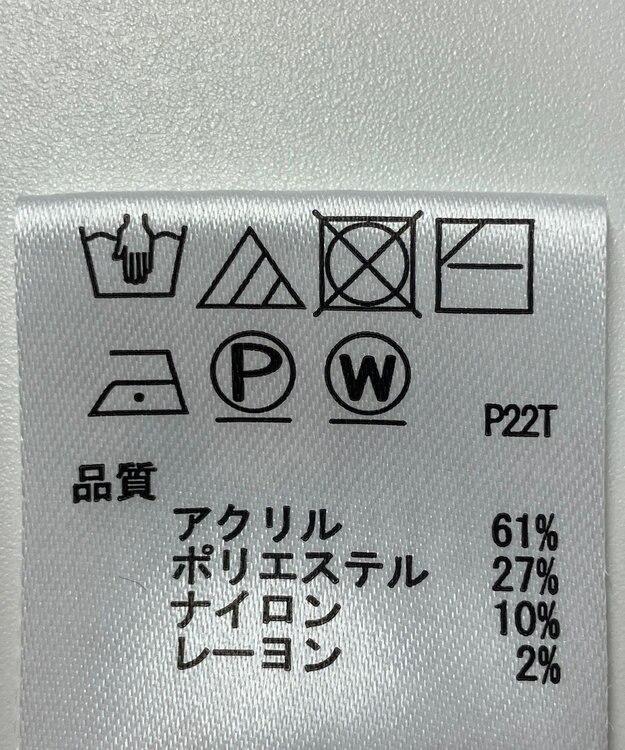 P W P22T
品質
アクリル 61%
ポリエステル 27%
ナイロン 10%
レーヨン 2%